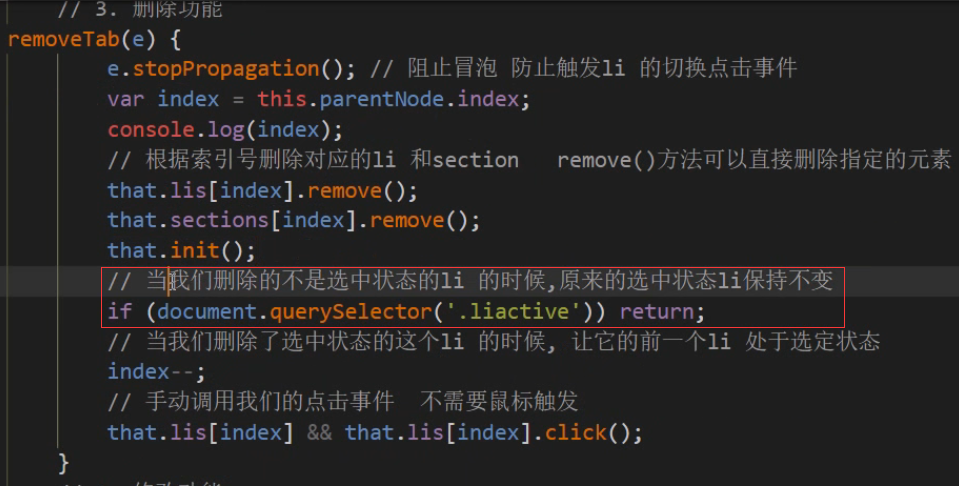 // 3. 删除功能
removeTab(e) {
e.stopPropagation(); // 阻止冒泡 防止触发li 的切换点击事件
var index = this.parentNode.index;
console.log(index);
// 根据索引号删除对应的li 和section   remove()方法可以直接删除指定的元素
that.lis[index].remove();
that.sections[index].remove();
that.init();
// 当我们删除的不是选中状态的li 的时候,原来的选中状态li保持不变
if (document.querySelector('.liactive')) return;
// 当我们删除了选中状态的这个li 的时候, 让它的前一个li 处于选定状态
index--;
// 手动调用我们的点击事件  不需要鼠标触发
that.lis[index] && that.lis[index].click();
}